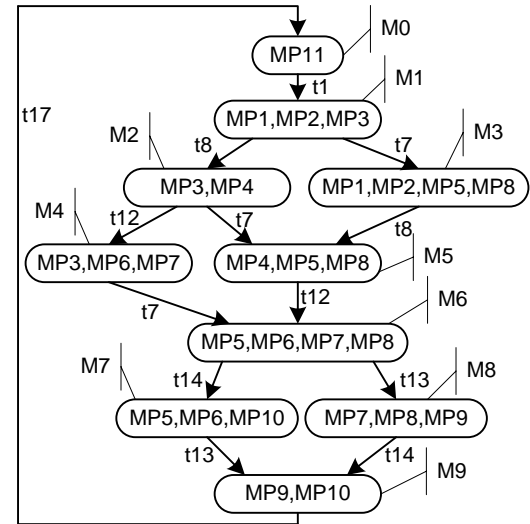 M0
MP11
t1
M1
t17
MP1,MP2,MP3
M2
t8
t7
M3
MP3,MP4
MP1,MP2,MP5,MP8
M4
t12
t7
t8
MP3,MP6,MP7
MP4,MP5,MP8
M5
t12
M6
t7
MP5,MP6,MP7,MP8
M7
t14
t13
M8
MP5,MP6,MP10
MP7,MP8,MP9
t13
t14
M9
MP9,MP10